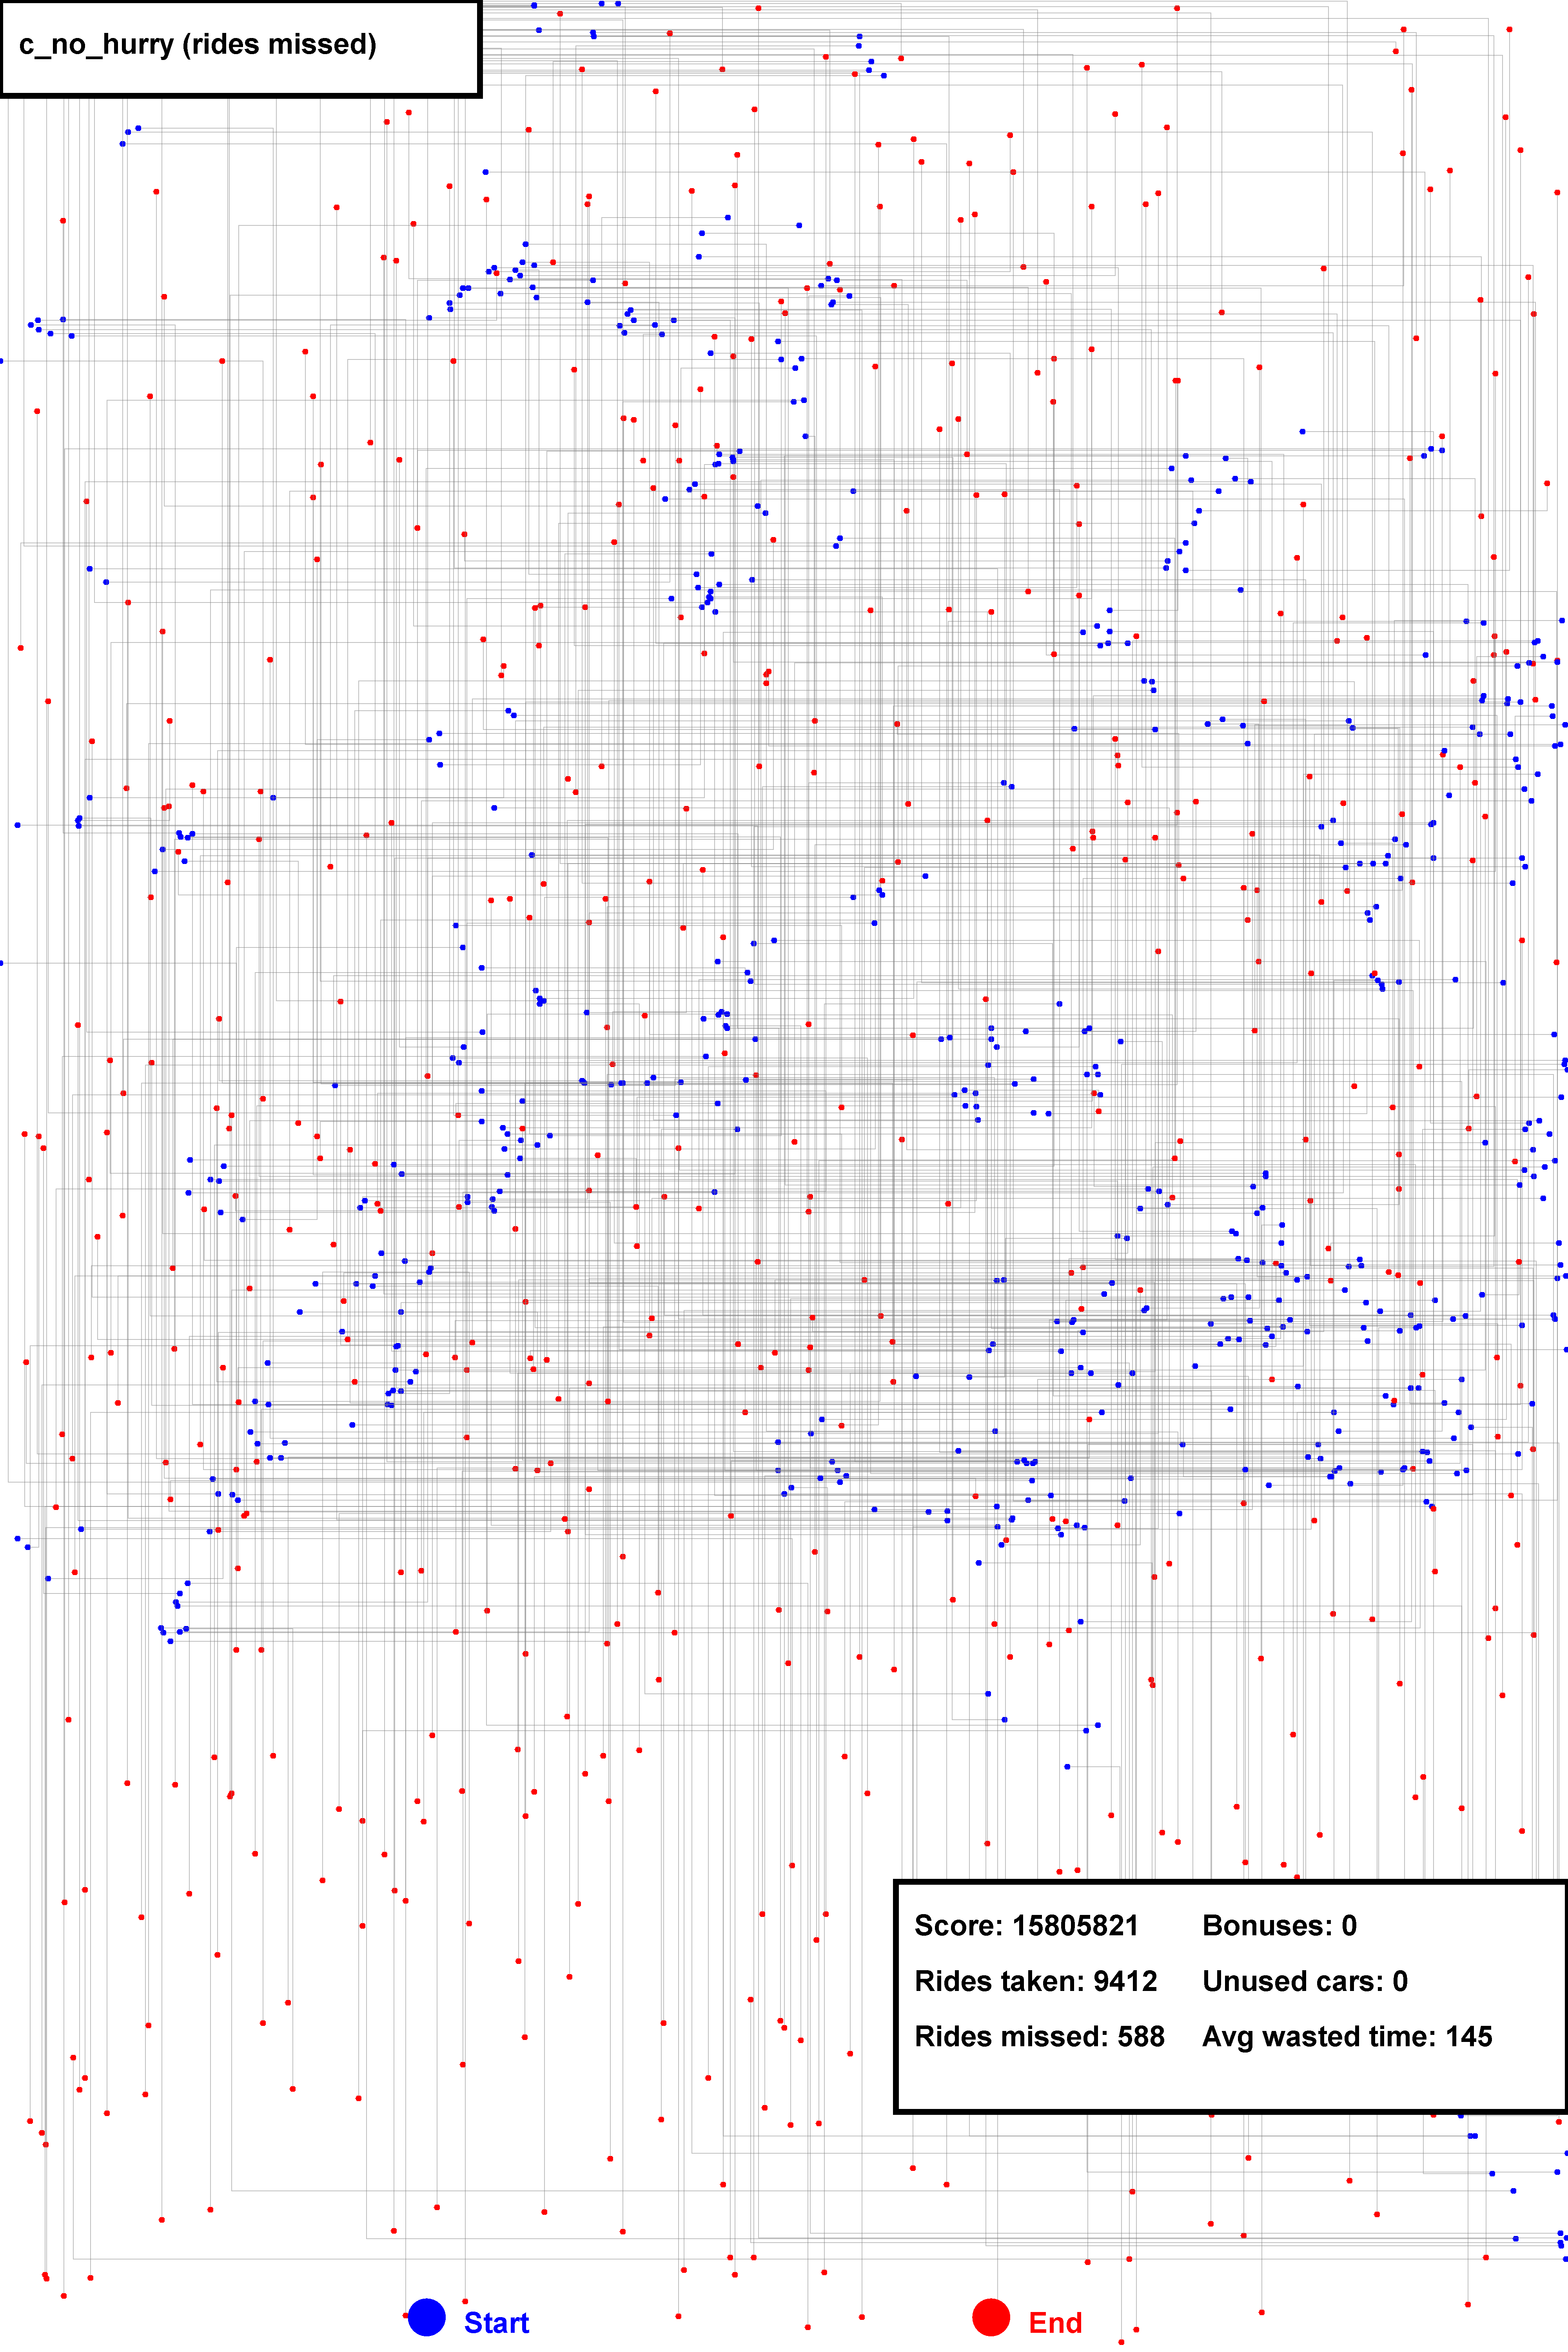 c_no_hurry (rides missed)
Score: 15805821 Bonuses: 0
Rides taken: 9412 Unused cars: 0
Rides missed: 588 Avg wasted time: 145
Start End